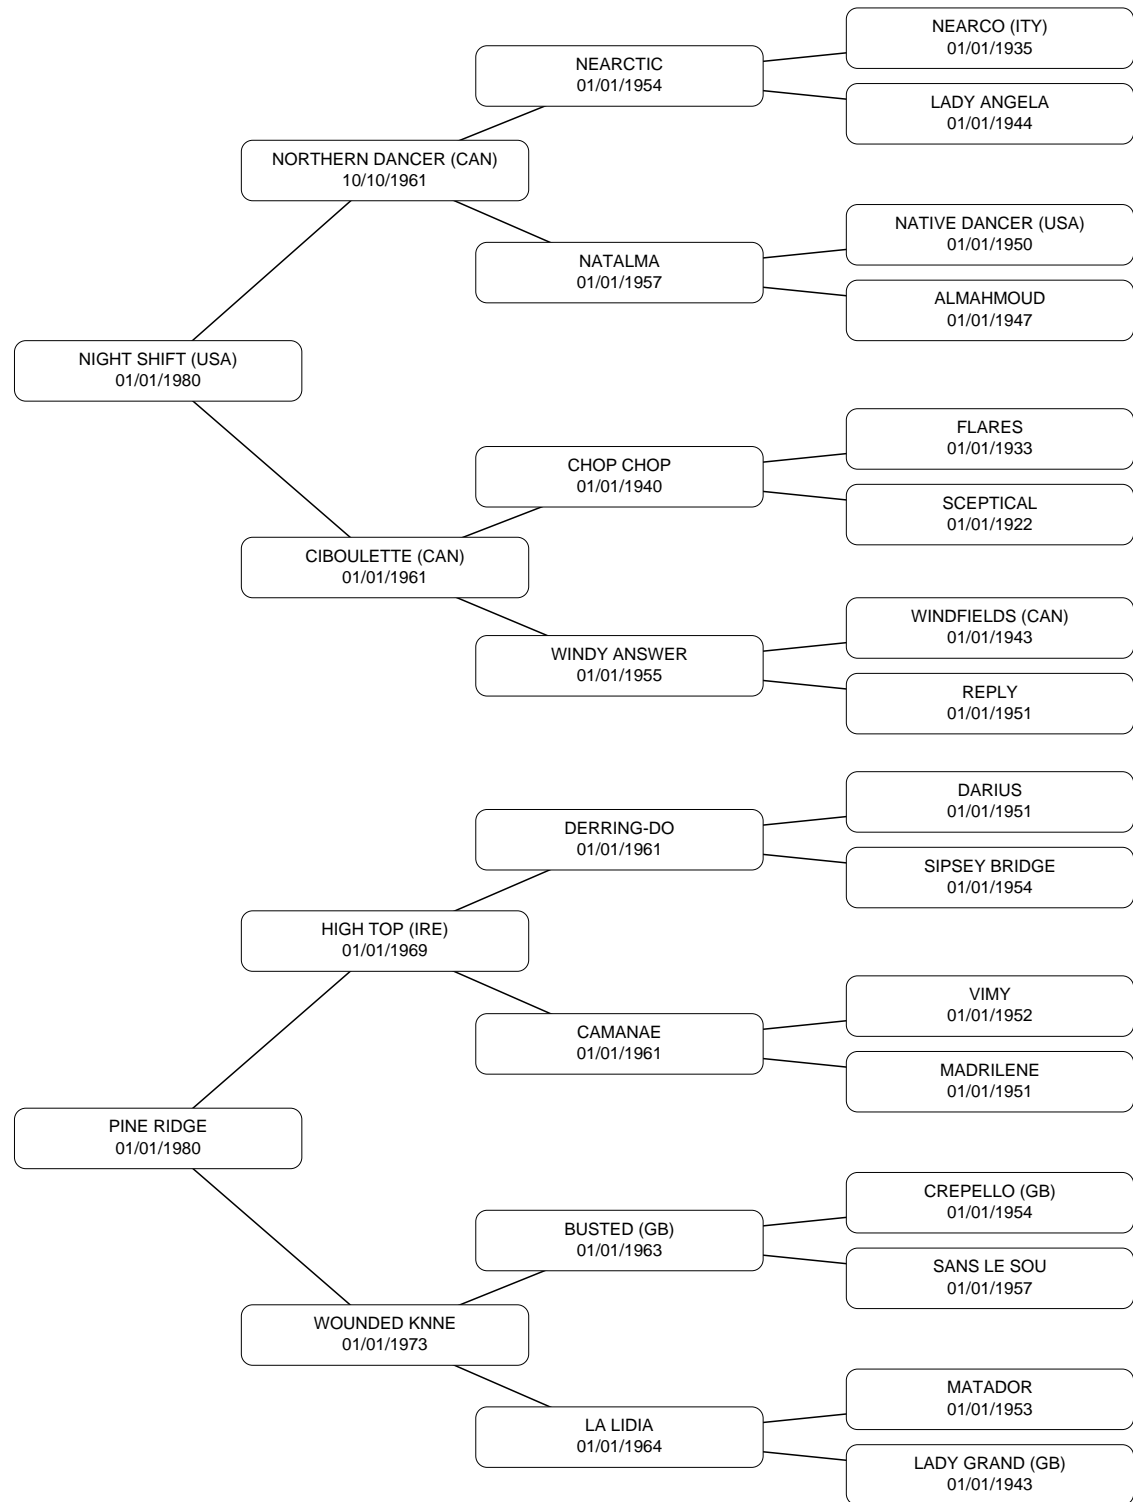 NEARCO (ITY)
01/01/1935
NEARCTIC
01/01/1954
LADY ANGELA
01/01/1944
NORTHERN DANCER (CAN)
10/10/1961
NATIVE DANCER (USA)
01/01/1950
NATALMA
01/01/1957
ALMAHMOUD
01/01/1947
NIGHT SHIFT (USA)
01/01/1980
FLARES
01/01/1933
CHOP CHOP
01/01/1940
SCEPTICAL
01/01/1922
CIBOULETTE (CAN)
01/01/1961
WINDFIELDS (CAN)
01/01/1943
WINDY ANSWER
01/01/1955
REPLY
01/01/1951
DARIUS
01/01/1951
DERRING-DO
01/01/1961
SIPSEY BRIDGE
01/01/1954
HIGH TOP (IRE)
01/01/1969
VIMY
01/01/1952
CAMANAE
01/01/1961
MADRILENE
01/01/1951
PINE RIDGE
01/01/1980
CREPELLO (GB)
01/01/1954
BUSTED (GB)
01/01/1963
SANS LE SOU
01/01/1957
WOUNDED KNNE
01/01/1973
MATADOR
01/01/1953
LA LIDIA
01/01/1964
LADY GRAND (GB)
01/01/1943